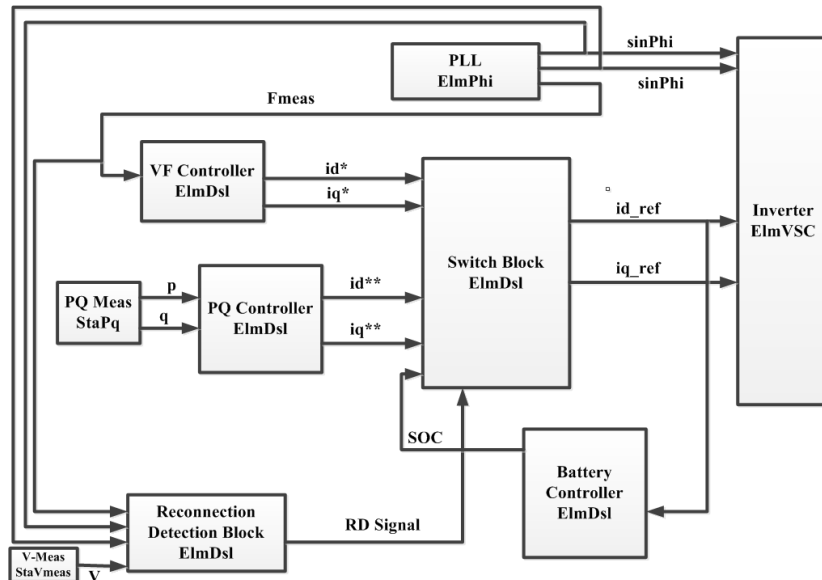 PLL
ElmPhi
sinPhi
sinPhi
Fmeas
VF Controller
ElmDsl
id*
iq*
Switch Block
ElmDsl
id_ref
iq_ref
Inverter
ElmVSC
PQ Meas
StaPq
p
q
PQ Controller
ElmDsl
id**
iq**
SOC
Battery
Controller
ElmDsl
Reconnection
Detection Block
ElmDsl
RD Signal
V-Meas
StaVmeas
V